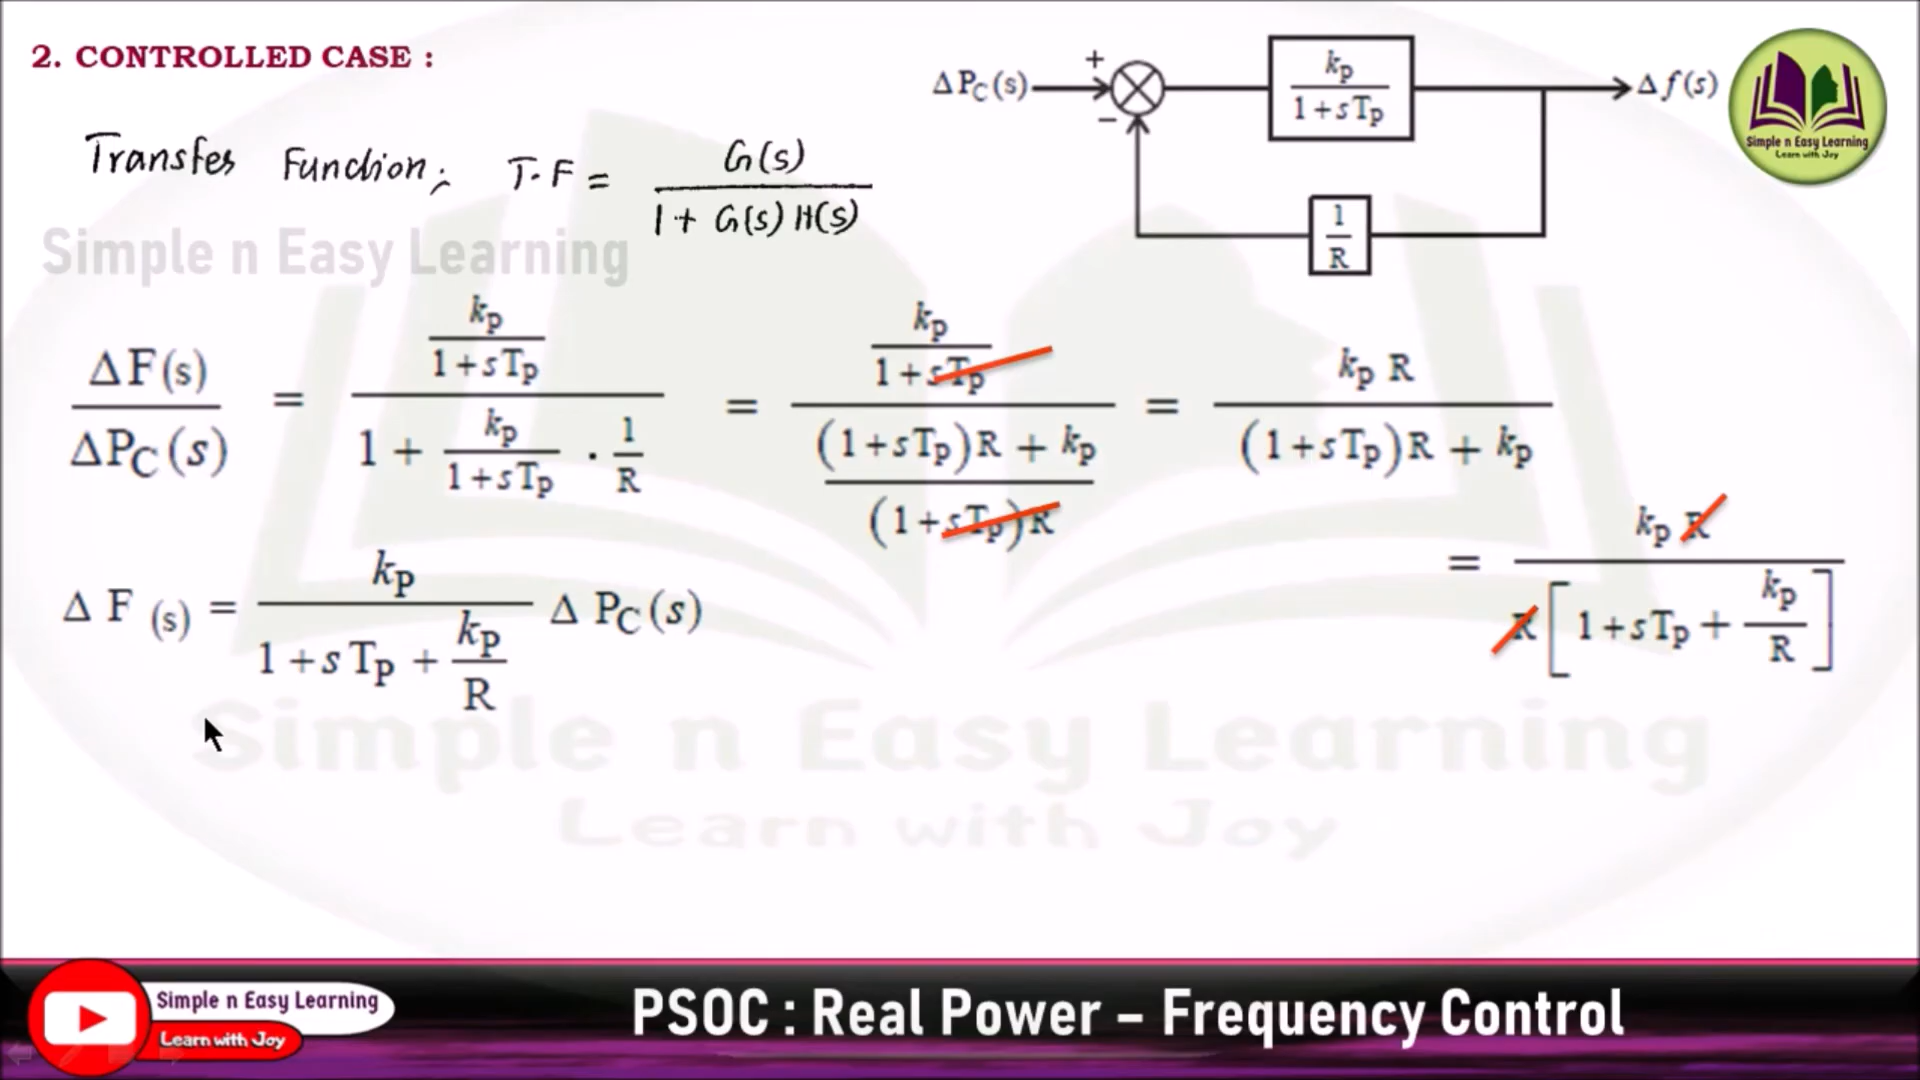 2. CONTROLLED CASE :
ΔP_C(s)
+
−
k_p / (1+sT_p)
Δf(s)
1/R
Simple n Easy Learning
Learn with Joy
Transfer Function; T.F = G(s) / (1+ G(s) H(s))
Simple n Easy Learning
ΔF(s) / ΔP_C(s) = (k_p / (1+sT_p)) / (1 + k_p / (1+sT_p) · 1/R) = (k_p / (1+sT_p)) / (((1+sT_p)R + k_p) / ((1+sT_p)R)) = k_p R / ((1+sT_p)R + k_p)
= k_p R / (R [1+sT_p + k_p/R])
ΔF (s) = k_P / (1+sT_P + k_P/R) Δ P_C(s)
Simple n Easy Learning
Learn with Joy
Simple n Easy Learning
Learn with Joy
PSOC : Real Power – Frequency Control